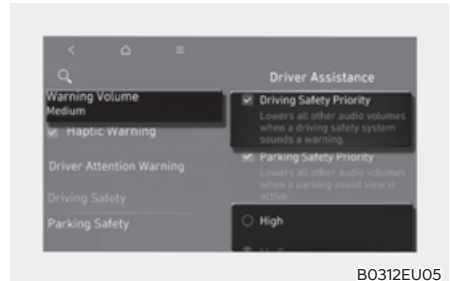 Driver Assistance
Warning Volume
Medium
Haptic Warning
Driver Attention Warning
Driving Safety
Parking Safety
Driving Safety Priority
Lowers all other audio volumes
when a driving safety system
sounds a warning.
Parking Safety Priority
Lowers all other audio volumes
when a parking assist view is
active.
High
B0312EU05